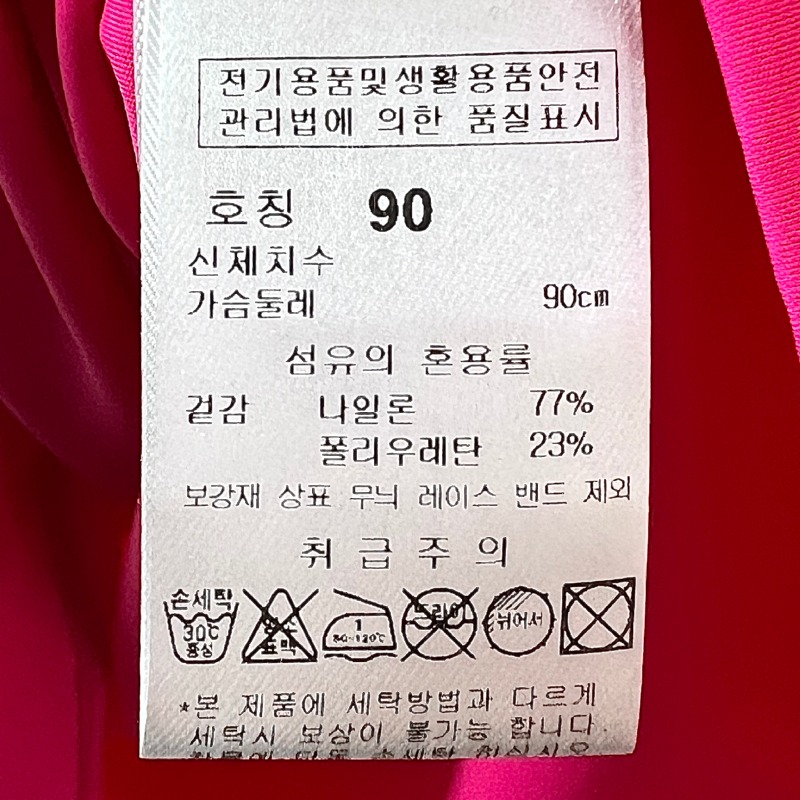 전기용품및생활용품안전
관리법에 의한 품질표시
호칭 90
신체치수
가슴둘레 90cm
섬유의 혼용률
겉감 나일론 77%
폴리우레탄 23%
보강재 상표 무늬 레이스 밴드 제외
취급주의
손세탁
30℃
중성
염소
표백
1
80~120℃
드라이
뉘어서
*본 제품에 세탁방법과 다르게
세탁시 보상이 불가능 합니다.